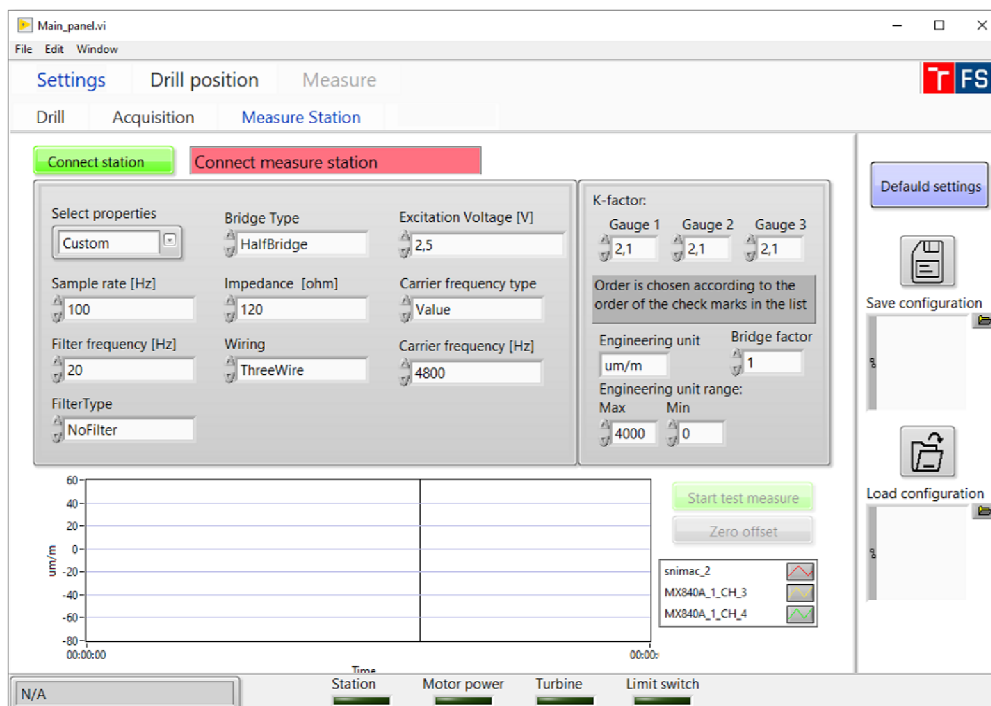 Main_panel.vi
File Edit Window
Settings Drill position Measure
TFS
Drill Acquisition Measure Station
Connect station Connect measure station
Defauld settings
Select properties
Custom
Bridge Type
HalfBridge
Excitation Voltage [V]
2,5
Sample rate [Hz]
100
Impedance [ohm]
120
Carrier frequency type
Value
Filter frequency [Hz]
20
Wiring
ThreeWire
Carrier frequency [Hz]
4800
FilterType
NoFilter
K-factor:
Gauge 1 Gauge 2 Gauge 3
2,1 2,1 2,1
Order is chosen according to the
order of the check marks in the list
Engineering unit
um/m
Bridge factor
1
Engineering unit range:
Max Min
4000 0
Save configuration
Load configuration
60
40
20
0
-20
-40
-60
-80
um/m
00:00:00
Time
Start test measure
Zero offset
snimac_2
MX840A_1_CH_3
MX840A_1_CH_4
N/A
Station Motor power Turbine Limit switch